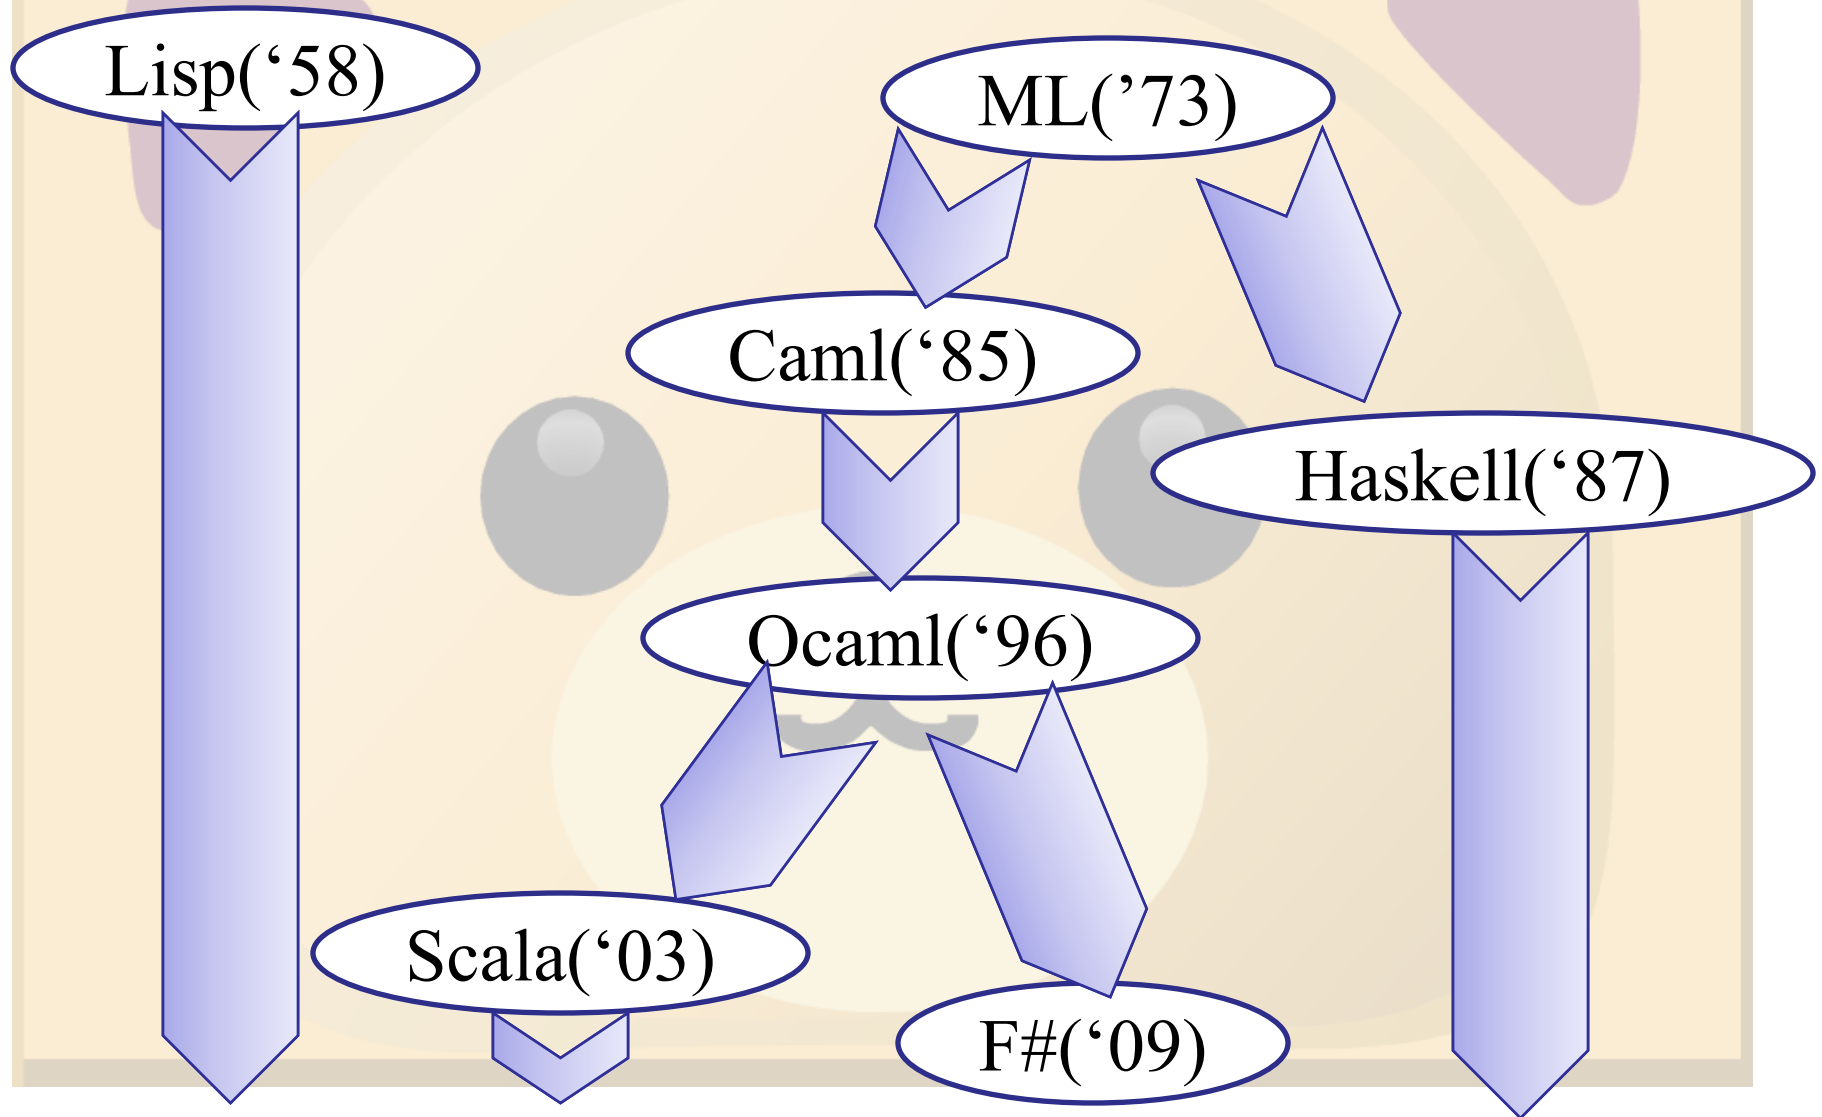 Lisp(‘58)
ML(’73)
Caml(‘85)
Haskell(‘87)
Ocaml(‘96)
Scala(‘03)
F#(‘09)